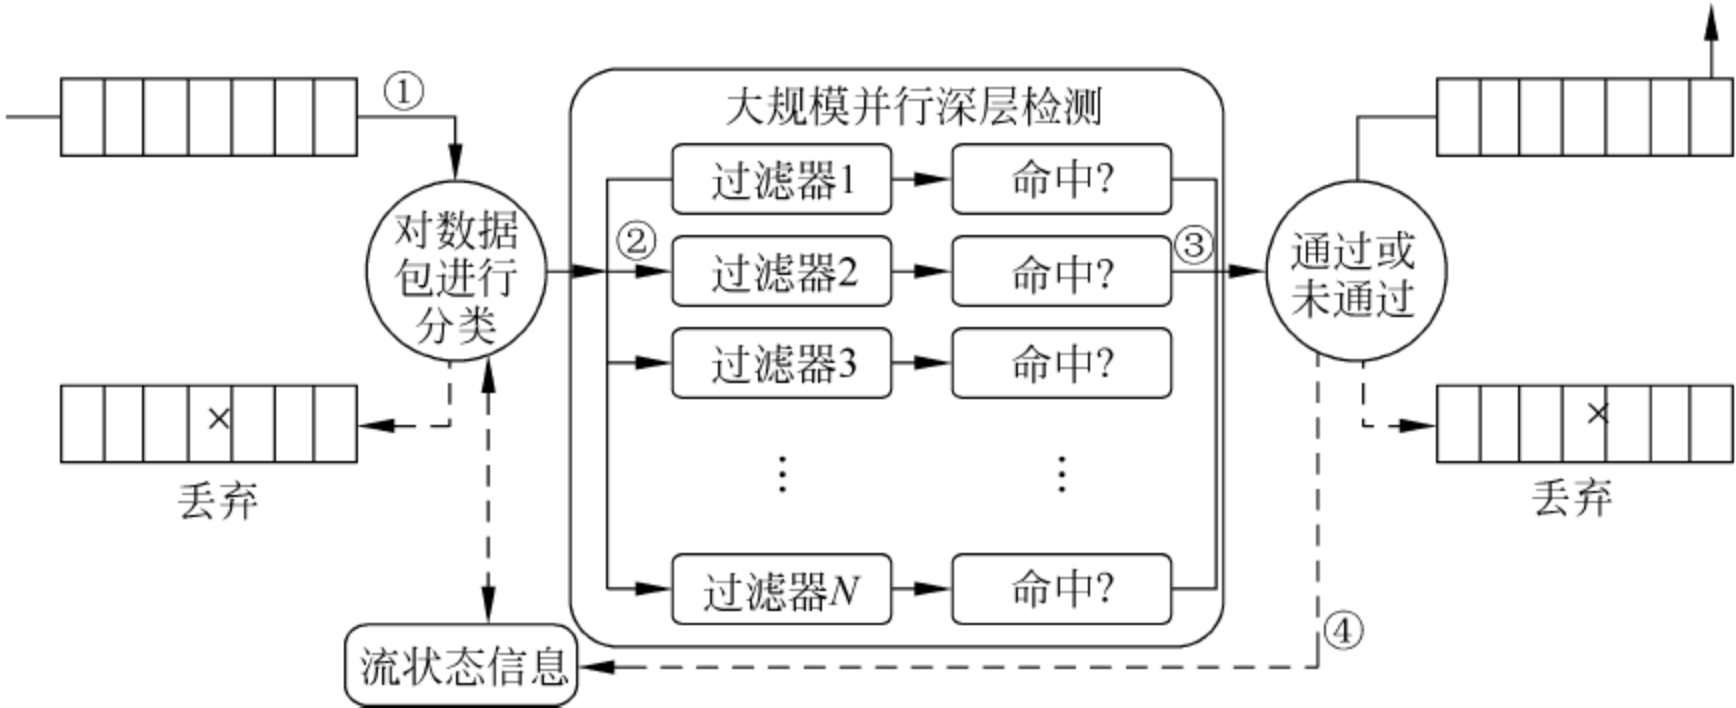 ①
大规模并行深层检测
过滤器1
命中?
对数据
包进行
分类
②
过滤器2
命中?
③
通过或
未通过
过滤器3
命中?
×
丢弃
⋮
⋮
×
丢弃
过滤器N
命中?
④
流状态信息